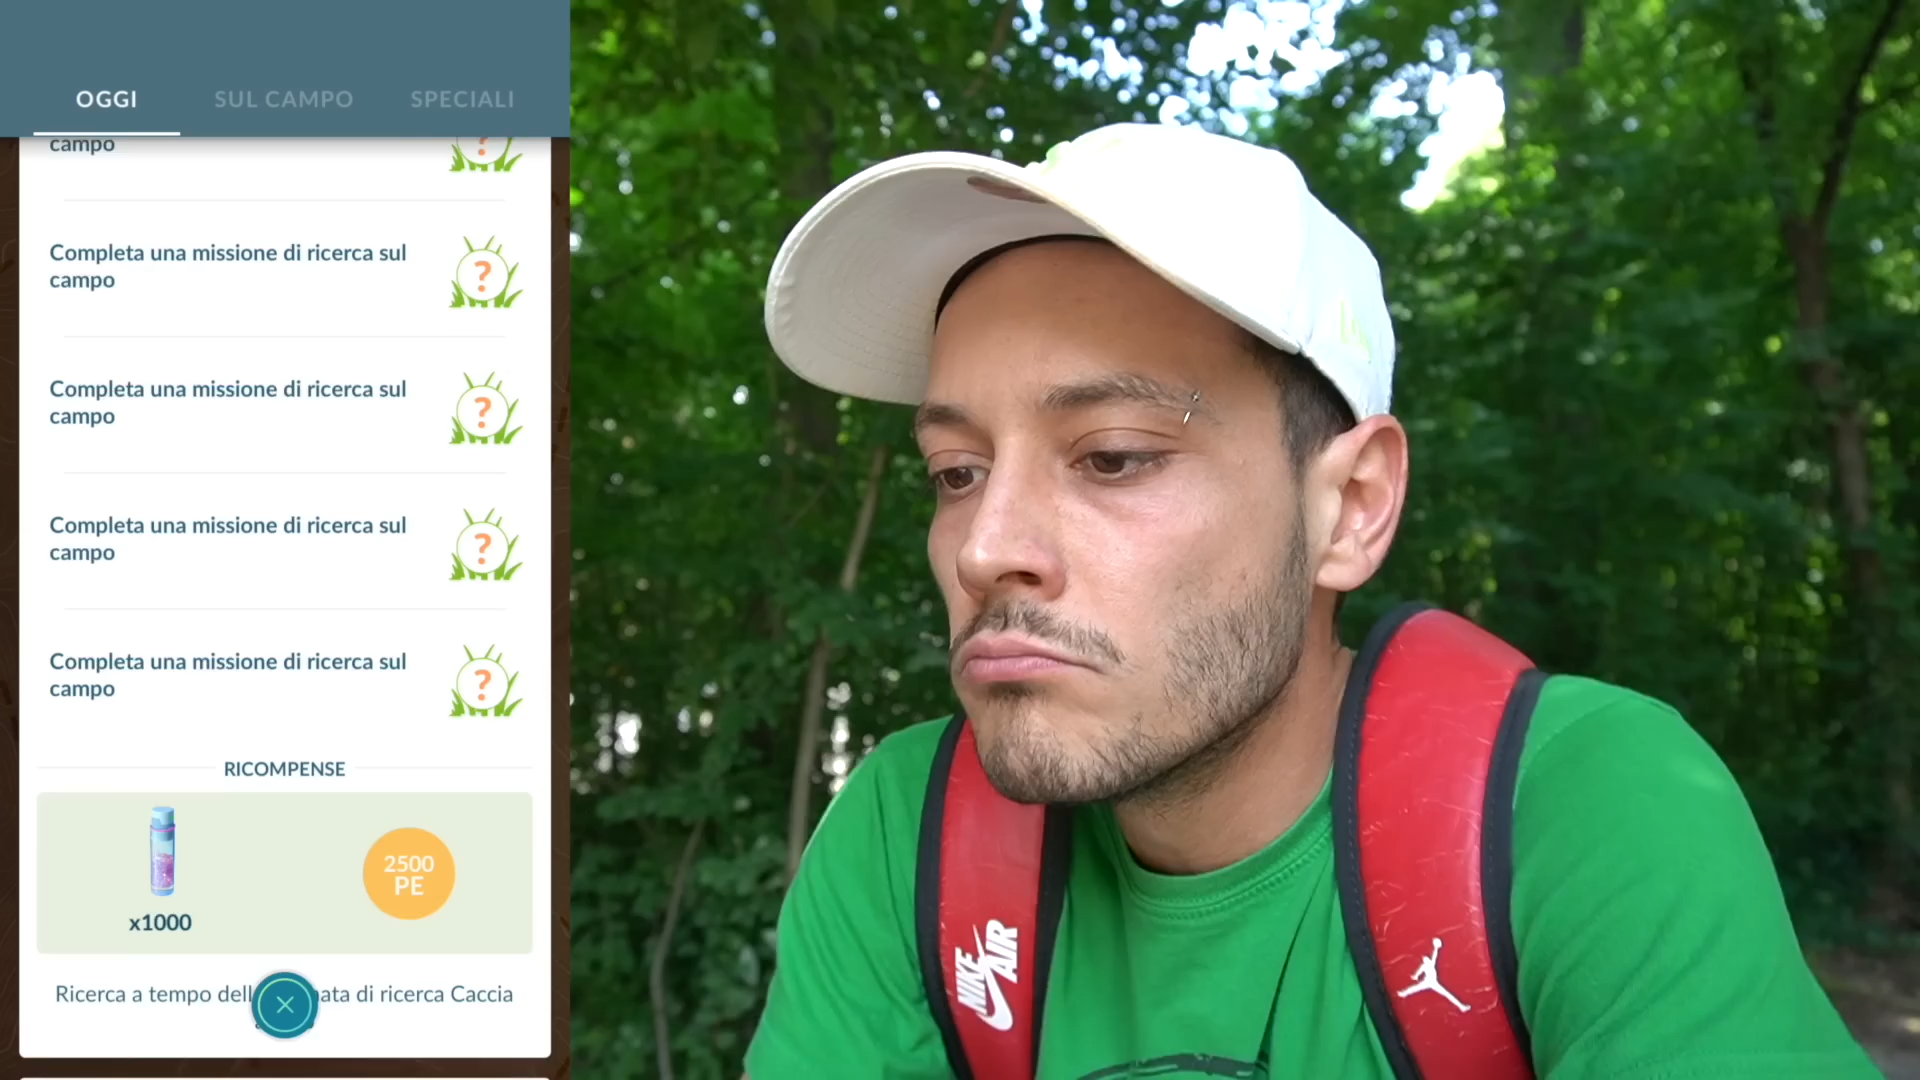 OGGI SUL CAMPO SPECIALI
campo
?
Completa una missione di ricerca sul
campo
?
Completa una missione di ricerca sul
campo
?
Completa una missione di ricerca sul
campo
?
Completa una missione di ricerca sul
campo
?
RICOMPENSE
2500
PE
x1000
Ricerca a tempo dell ata di ricerca Caccia
NIKE
AIR